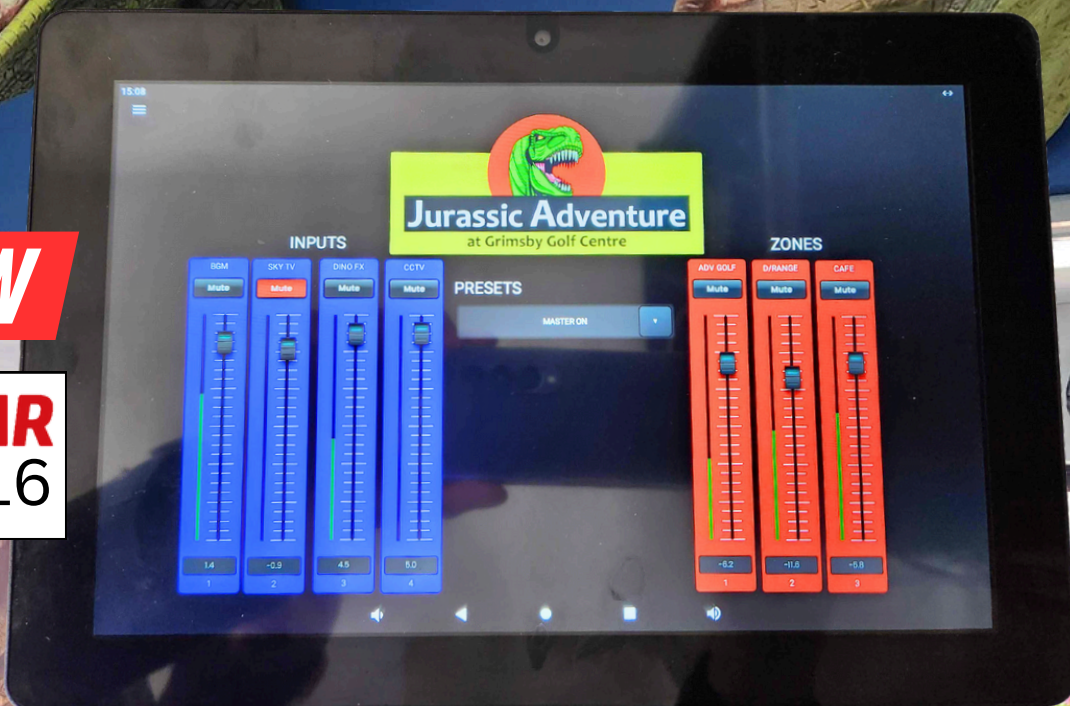 15:08
Jurassic Adventure
at Grimsby Golf Centre
INPUTS
ZONES
BGM SKY TV DINO FX CCTV
Mute Mute Mute Mute
PRESETS
MASTER ON
ADV GOLF D/RANGE CAFE
Mute Mute Mute
1.4 -0.9 4.5 5.0
1 2 3 4
-6.2 -11.6 -5.8
1 2 3
W